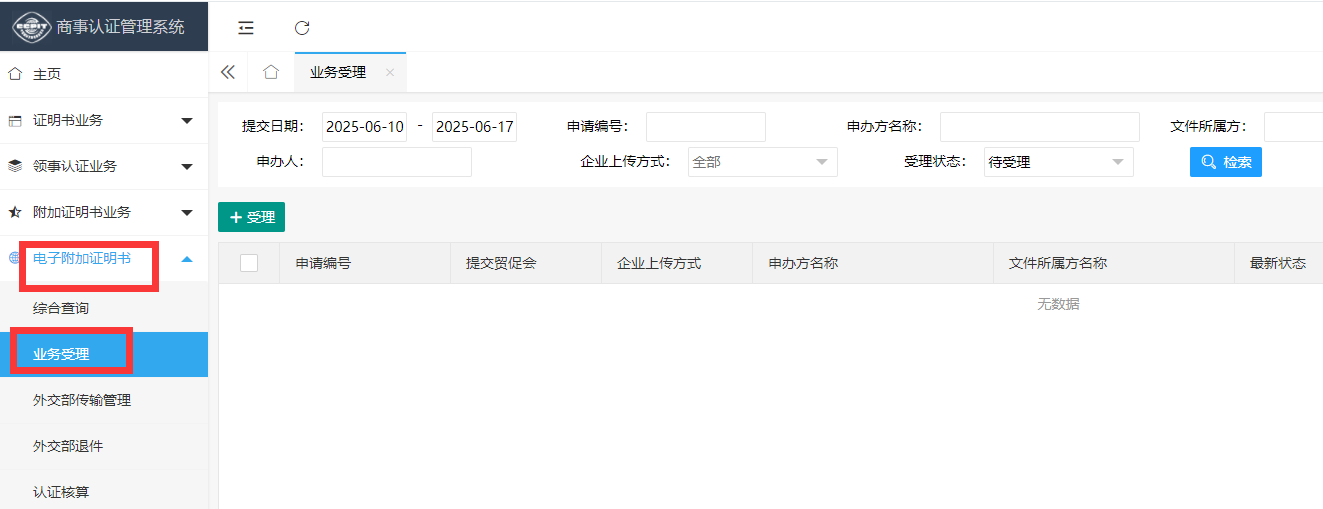 CCPIT 商事认证管理系统
主页
业务受理
证明书业务
领事认证业务
附加证明书业务
电子附加证明书
综合查询
业务受理
外交部传输管理
外交部退件
认证核算
提交日期： 2025-06-10 - 2025-06-17 申请编号： 申办方名称： 文件所属方：
申办人： 企业上传方式： 全部 受理状态： 待受理 检索
受理
申请编号 提交贸促会 企业上传方式 申办方名称 文件所属方名称 最新状态
无数据